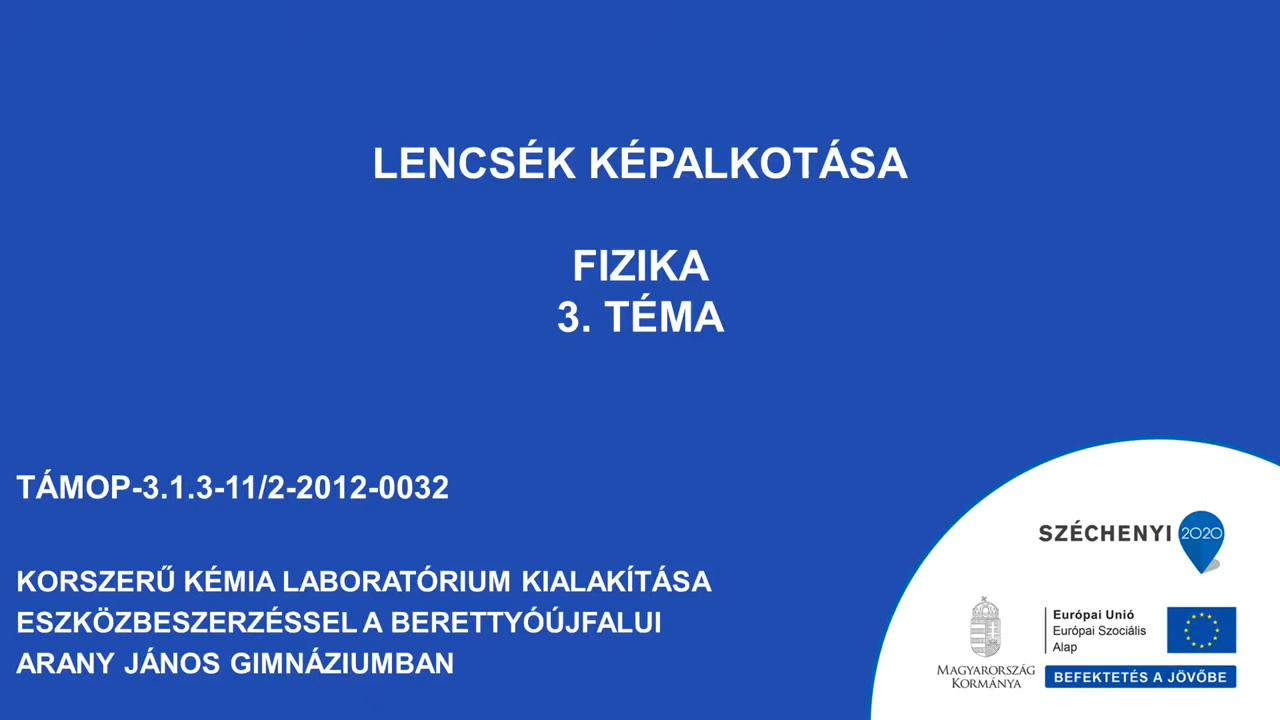 LENCSÉK KÉPALKOTÁSA
FIZIKA
3. TÉMA
TÁMOP-3.1.3-11/2-2012-0032
KORSZERŰ KÉMIA LABORATÓRIUM KIALAKÍTÁSA
ESZKÖZBESZERZÉSSEL A BERETTYÓÚJFALUI
ARANY JÁNOS GIMNÁZIUMBAN
SZÉCHENYI 2020
MAGYARORSZÁG
KORMÁNYA
Európai Unió
Európai Szociális
Alap
BEFEKTETÉS A JÖVŐBE